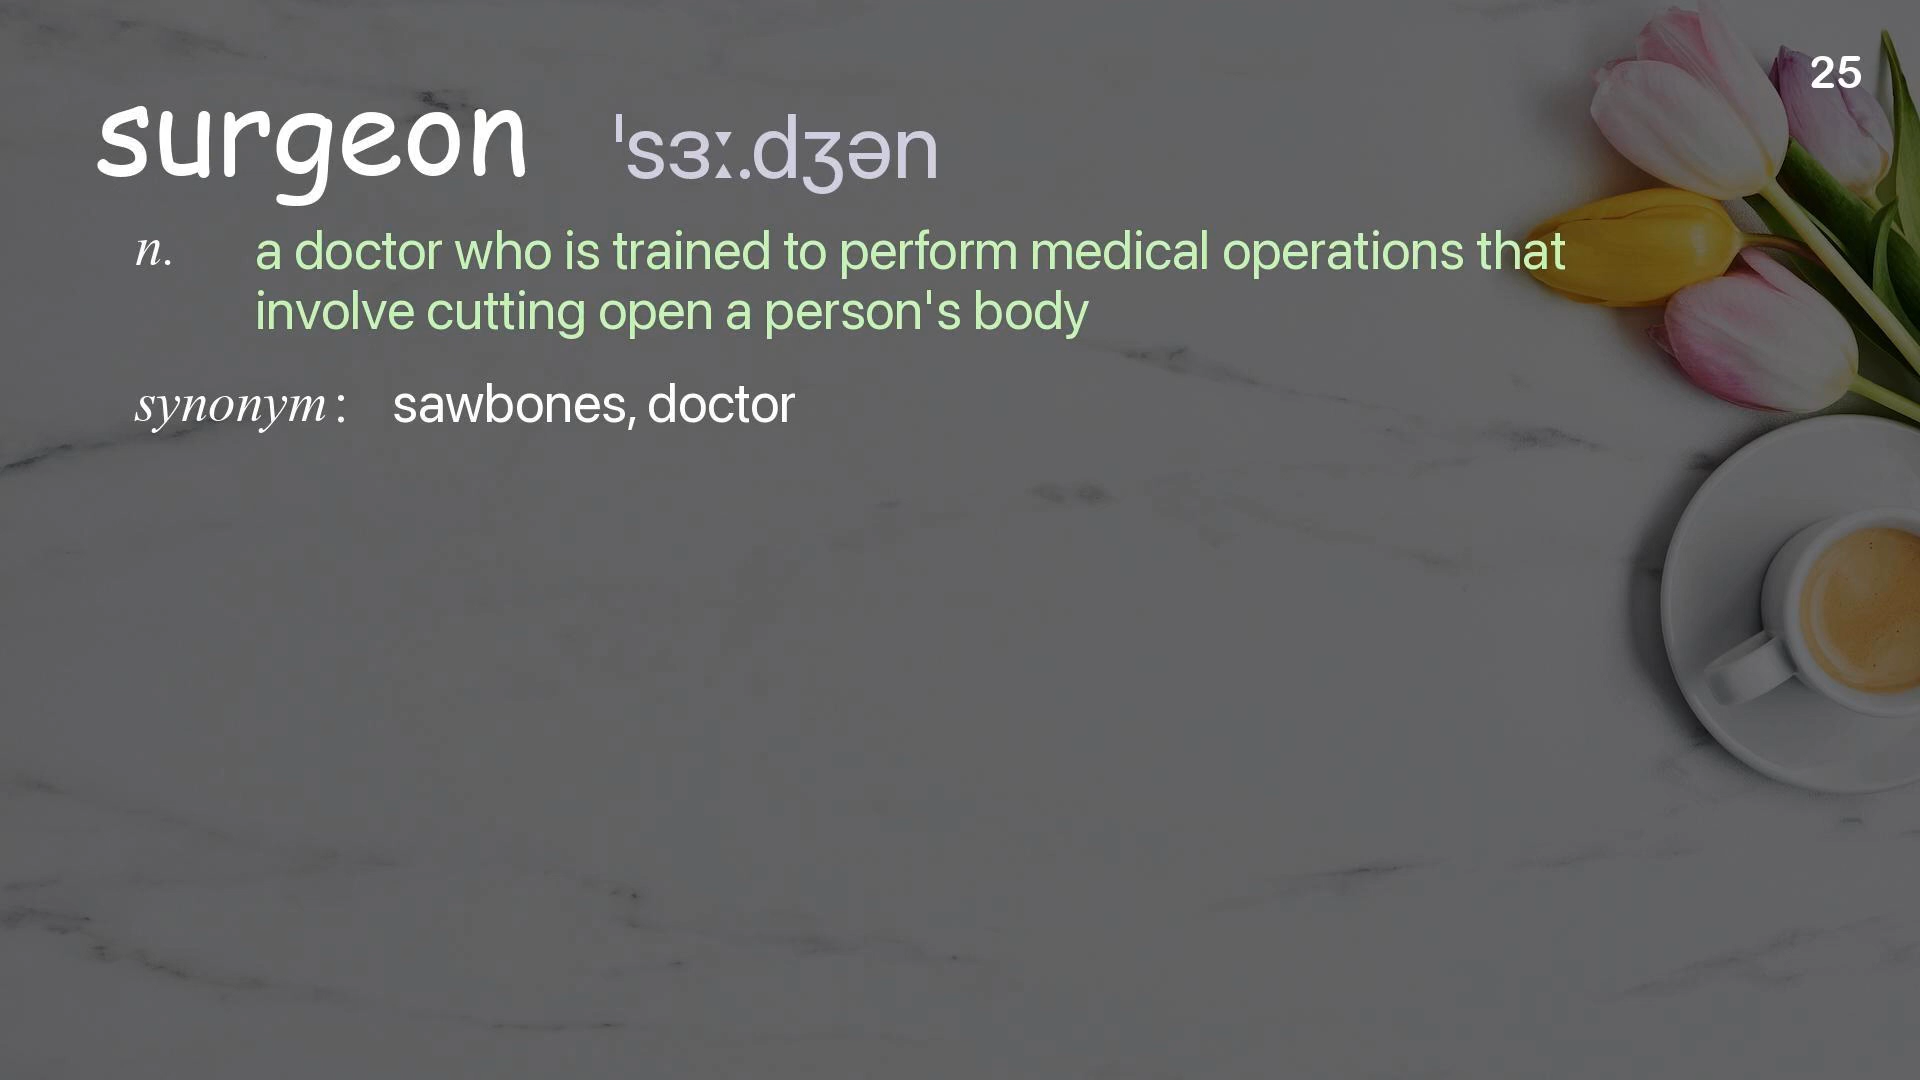 25
surgeon ˈsɜː.dʒən
n. a doctor who is trained to perform medical operations that
involve cutting open a person's body
synonym: sawbones, doctor